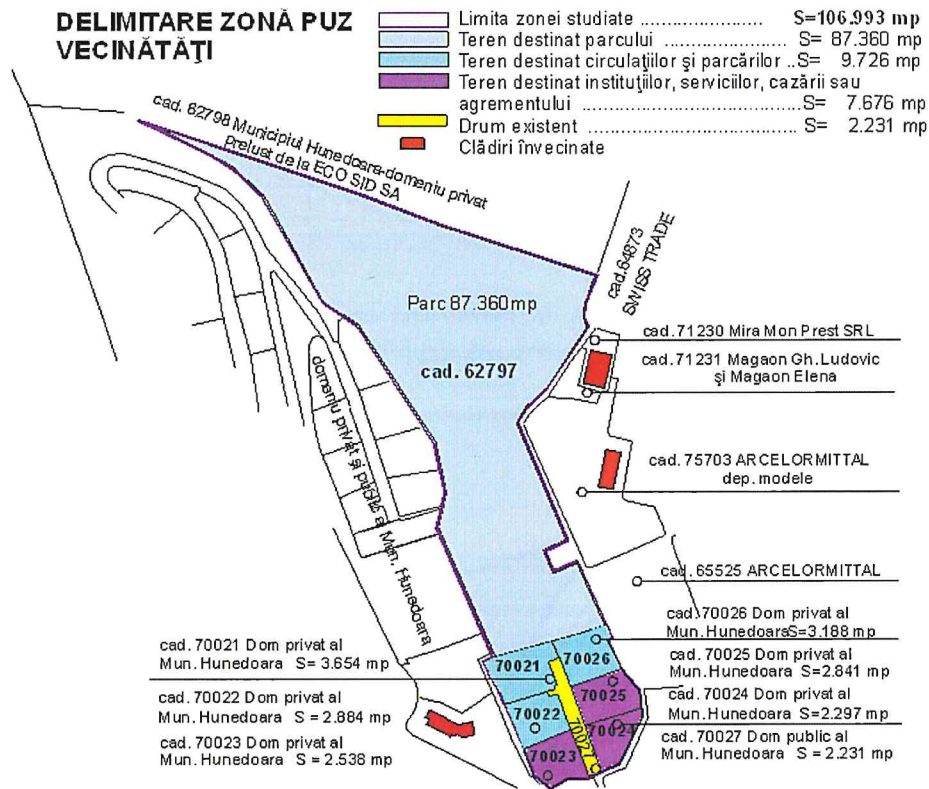 DELIMITARE ZONĂ PUZ
VECINĂTĂȚI
Limita zonei studiate .................... S=106.993 mp
Teren destinat parcului .................... S= 87.360 mp
Teren destinat circulațiilor și parcărilor .. S= 9.726 mp
Teren destinat instituțiilor, serviciilor, cazării sau
agrementului .................... S= 7.676 mp
Drum existent .................... S= 2.231 mp
Clădiri învecinate
cad. 62798 Municipiul Hunedoara-domeniu privat
preluat de la ECO SID SA
cad.64873
SWISS TRADE
Parc 87.360mp
cad. 62797
domeniu privat și public al Mun. Hunedoara
cad. 71230 Mira Mon Prest SRL
cad. 71231 Magaon Gh. Ludovic
și Magaon Elena
cad. 75703 ARCELORMITTAL
dep. modele
cad. 65525 ARCELORMITTAL
cad. 70026 Dom privat al
Mun. Hunedoara S=3.188 mp
cad. 70025 Dom privat al
Mun. Hunedoara S=2.841 mp
cad. 70024 Dom privat al
Mun. Hunedoara S=2.297 mp
cad. 70027 Dom public al
Mun. Hunedoara S = 2.231 mp
cad. 70021 Dom privat al
Mun. Hunedoara S = 3.654 mp
cad. 70022 Dom privat al
Mun. Hunedoara S = 2.884 mp
cad. 70023 Dom privat al
Mun. Hunedoara S = 2.538 mp
70021
70026
70025
70022
70024
70027
70023